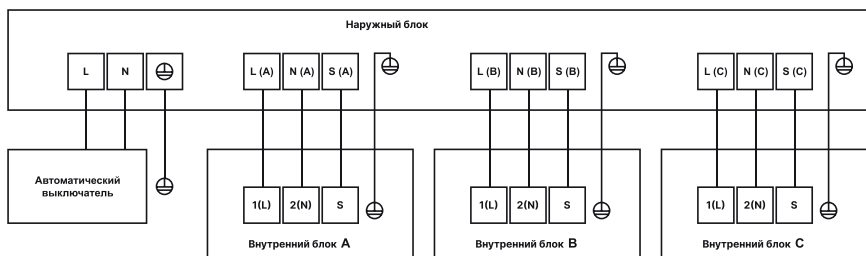 Наружный блок
L N L (A) N (A) S (A) L (B) N (B) S (B) L (C) N (C) S (C)
Автоматический
выключатель
1(L) 2(N) S 1(L) 2(N) S 1(L) 2(N) S
Внутренний блок A Внутренний блок B Внутренний блок C